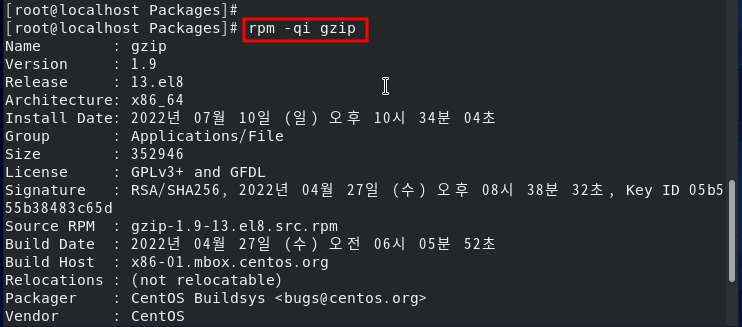 [root@localhost Packages]#
[root@localhost Packages]# rpm -qi gzip
Name        : gzip
Version     : 1.9
Release     : 13.el8
Architecture: x86_64
Install Date: 2022년 07월 10일 (일) 오후 10시 34분 04초
Group       : Applications/File
Size        : 352946
License     : GPLv3+ and GFDL
Signature   : RSA/SHA256, 2022년 04월 27일 (수) 오후 08시 38분 32초, Key ID 05b5
55b38483c65d
Source RPM  : gzip-1.9-13.el8.src.rpm
Build Date  : 2022년 04월 27일 (수) 오전 06시 05분 52초
Build Host  : x86-01.mbox.centos.org
Relocations : (not relocatable)
Packager    : CentOS Buildsys <bugs@centos.org>
Vendor      : CentOS